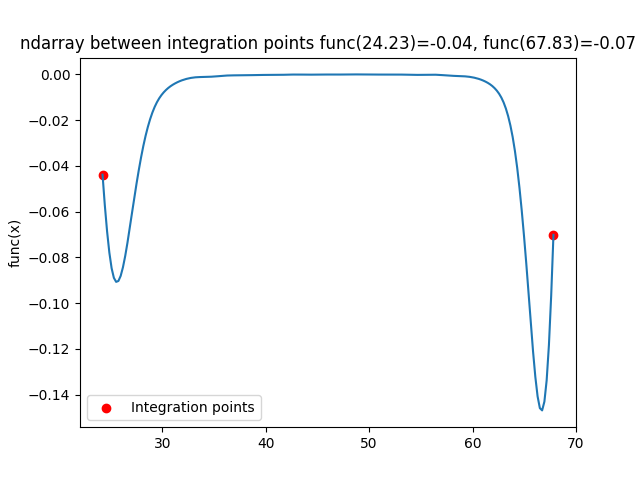 ndarray between integration points func(24.23)=-0.04, func(67.83)=-0.07
0.00
−0.02
−0.04
−0.06
−0.08
−0.10
−0.12
−0.14
func(x)
Integration points
30 40 50 60 70